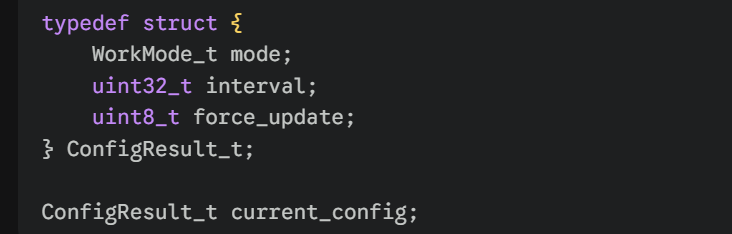 typedef struct {
    WorkMode_t mode;
    uint32_t interval;
    uint8_t force_update;
} ConfigResult_t;

ConfigResult_t current_config;